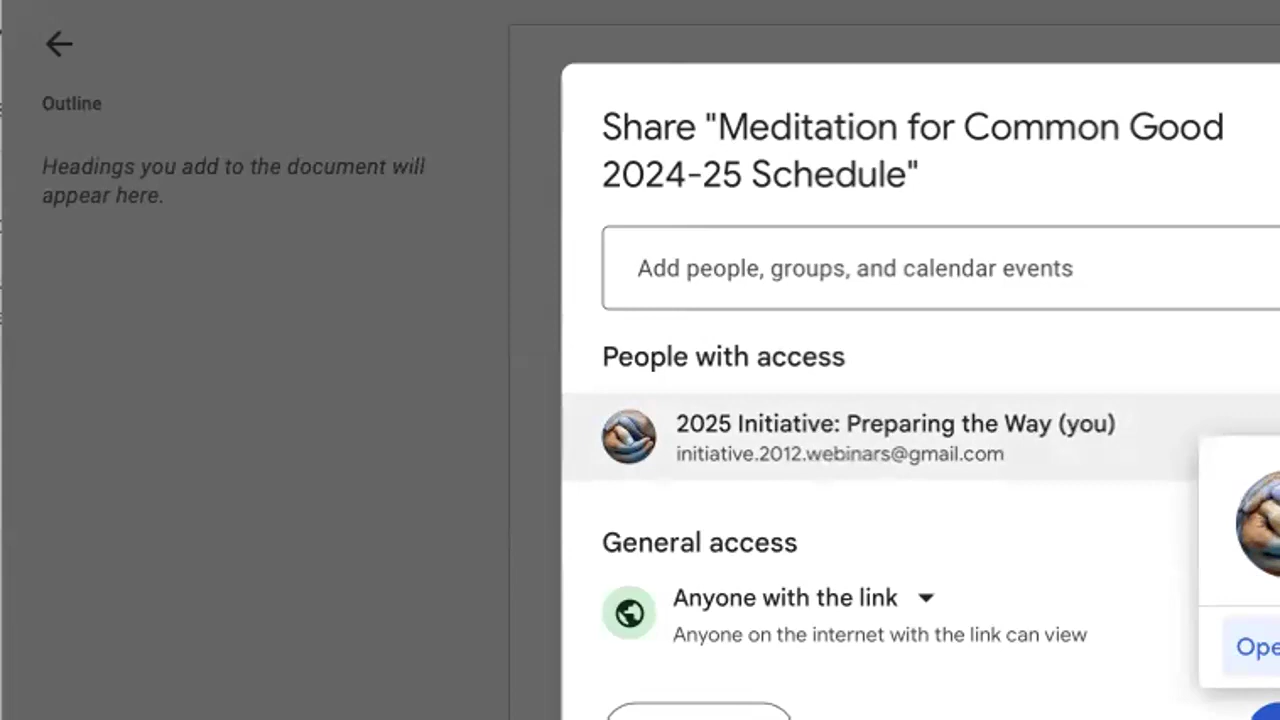 Outline
Headings you add to the document will
appear here.
Share "Meditation for Common Good
2024-25 Schedule"
Add people, groups, and calendar events
People with access
2025 Initiative: Preparing the Way (you)
initiative.2012.webinars@gmail.com
General access
Anyone with the link
Anyone on the internet with the link can view
Ope